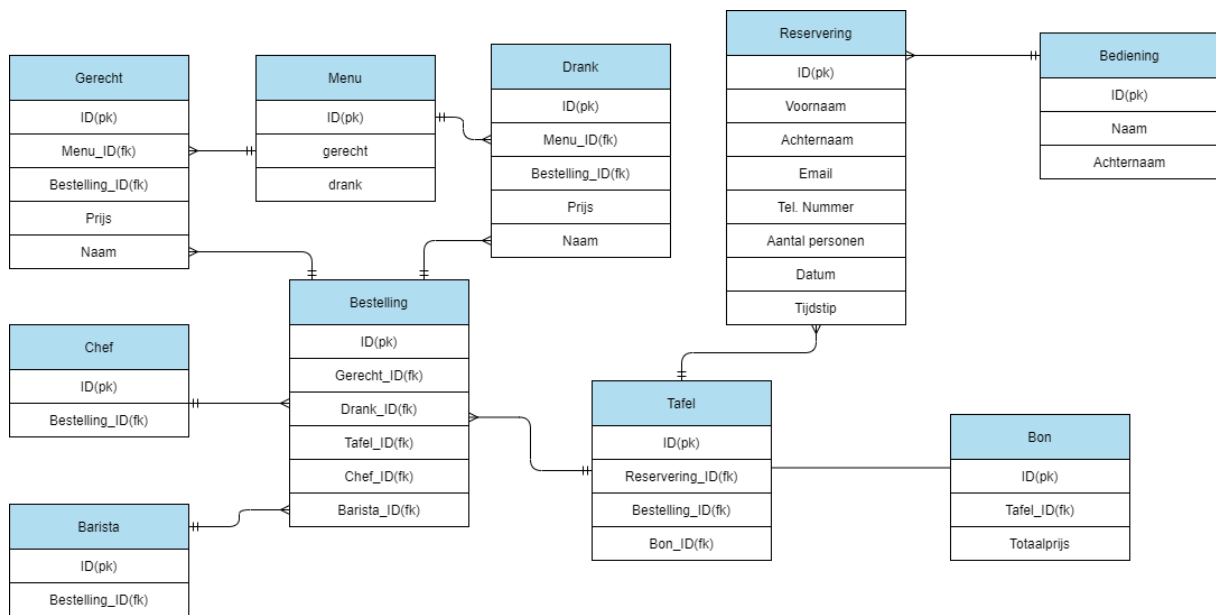 Gerecht
ID(pk)
Menu_ID(fk)
Bestelling_ID(fk)
Prijs
Naam
Menu
ID(pk)
gerecht
drank
Drank
ID(pk)
Menu_ID(fk)
Bestelling_ID(fk)
Prijs
Naam
Reservering
ID(pk)
Voornaam
Achternaam
Email
Tel. Nummer
Aantal personen
Datum
Tijdstip
Bediening
ID(pk)
Naam
Achternaam
Chef
ID(pk)
Bestelling_ID(fk)
Barista
ID(pk)
Bestelling_ID(fk)
Bestelling
ID(pk)
Gerecht_ID(fk)
Drank_ID(fk)
Tafel_ID(fk)
Chef_ID(fk)
Barista_ID(fk)
Tafel
ID(pk)
Reservering_ID(fk)
Bestelling_ID(fk)
Bon_ID(fk)
Bon
ID(pk)
Tafel_ID(fk)
Totaalprijs